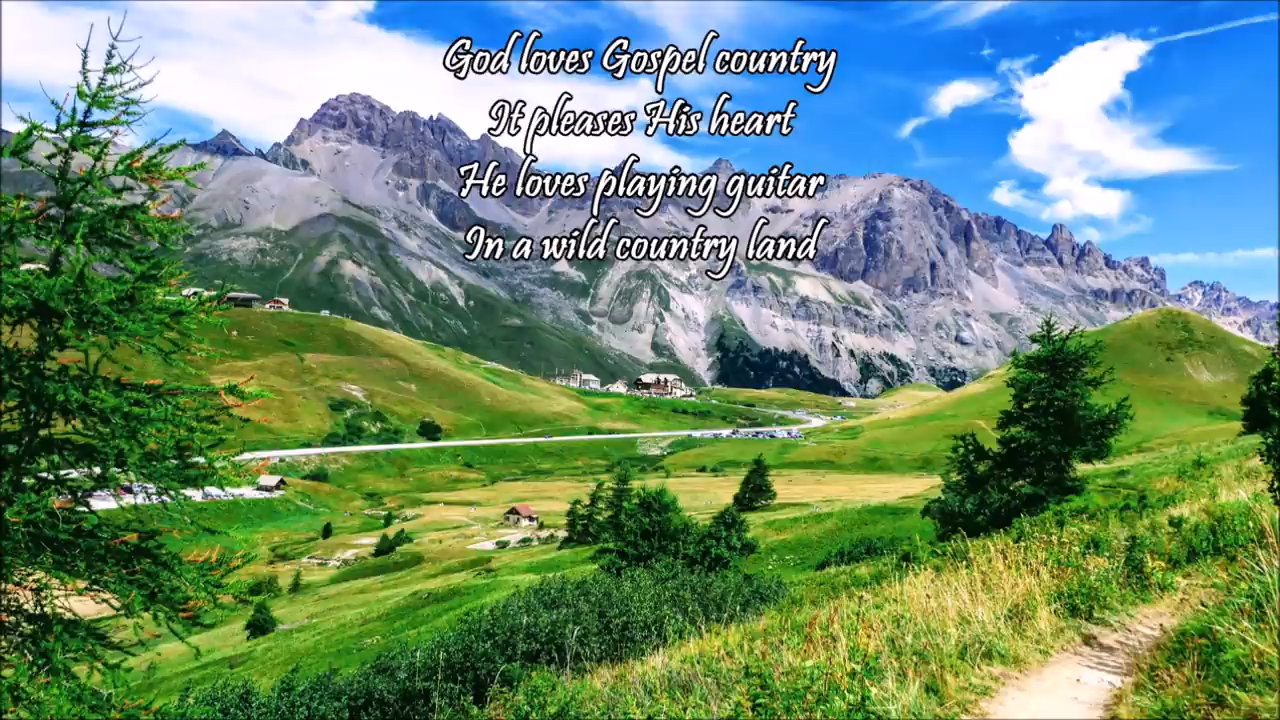 God loves Gospel country
It pleases His heart
He loves playing guitar
In a wild country land